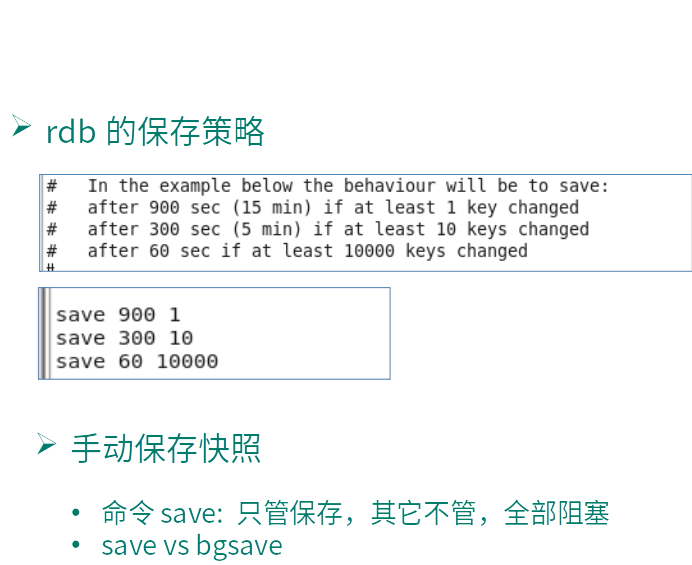 rdb 的保存策略
# In the example below the behaviour will be to save:
# after 900 sec (15 min) if at least 1 key changed
# after 300 sec (5 min) if at least 10 keys changed
# after 60 sec if at least 10000 keys changed
#
save 900 1
save 300 10
save 60 10000
手动保存快照
• 命令 save: 只管保存，其它不管，全部阻塞
• save vs bgsave